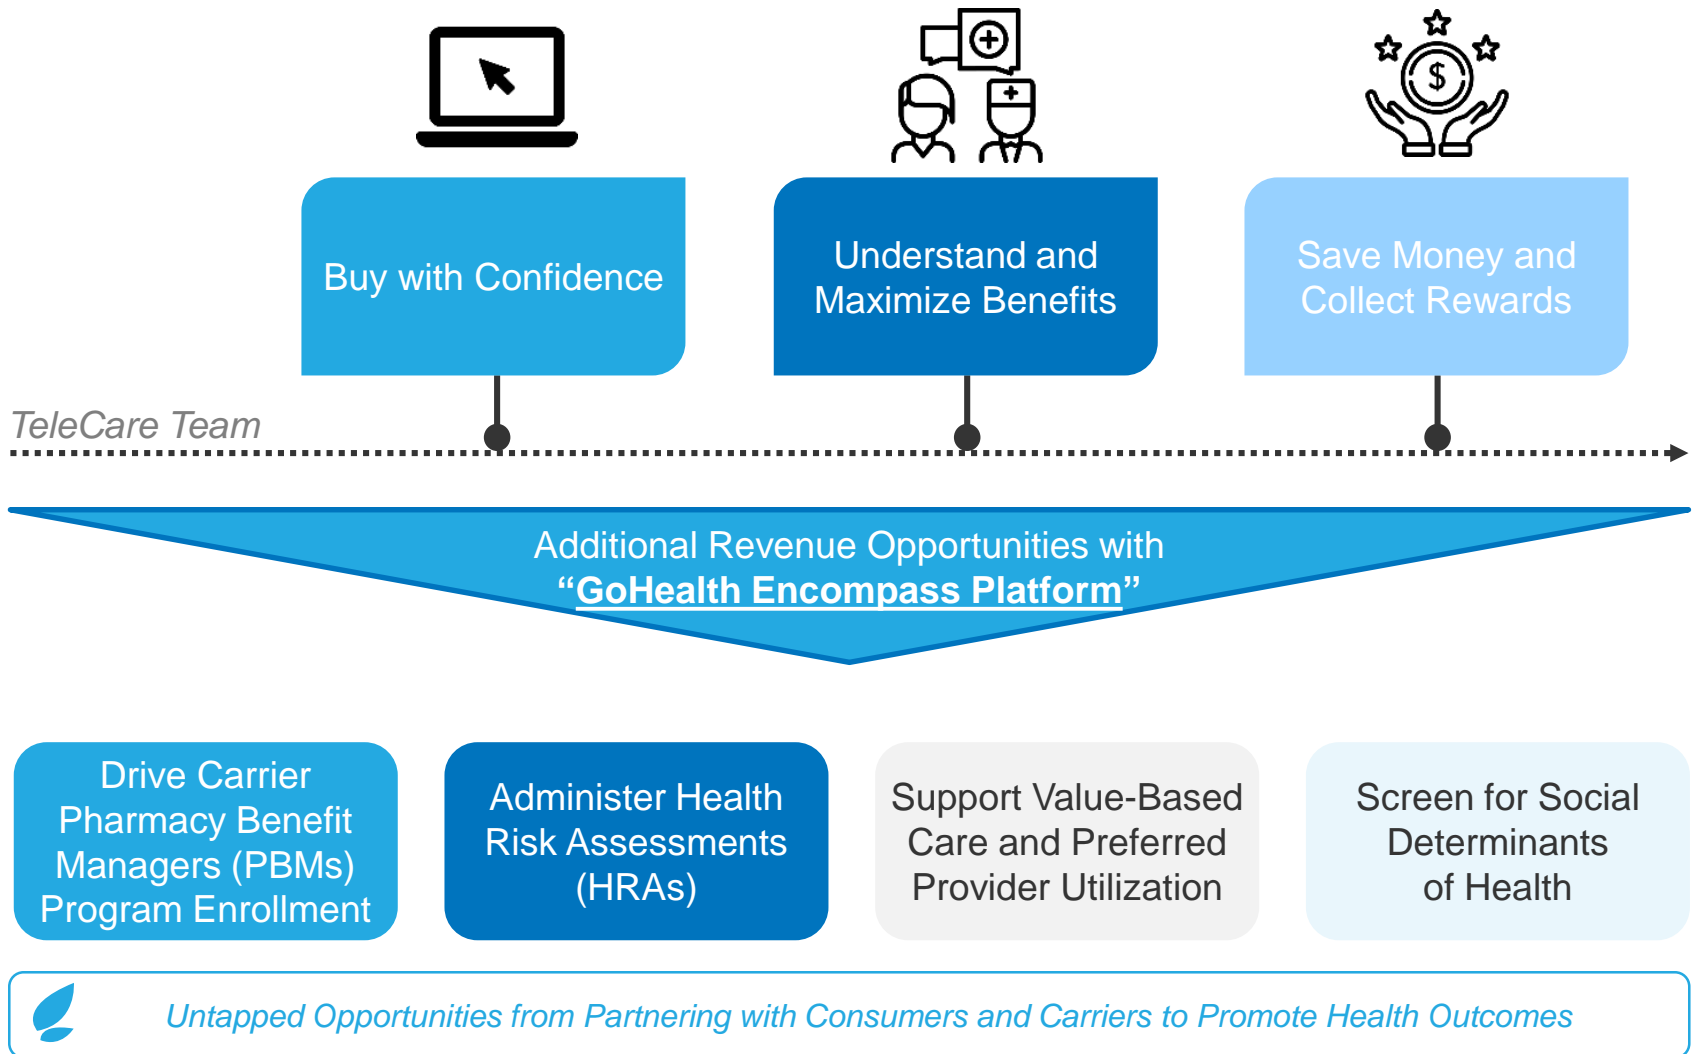 Buy with Confidence
Understand and
Maximize Benefits
Save Money and
Collect Rewards
$
TeleCare Team
Additional Revenue Opportunities with
“GoHealth Encompass Platform”
Drive Carrier
Pharmacy Benefit
Managers (PBMs)
Program Enrollment
Administer Health
Risk Assessments
(HRAs)
Support Value-Based
Care and Preferred
Provider Utilization
Screen for Social
Determinants
of Health
Untapped Opportunities from Partnering with Consumers and Carriers to Promote Health Outcomes